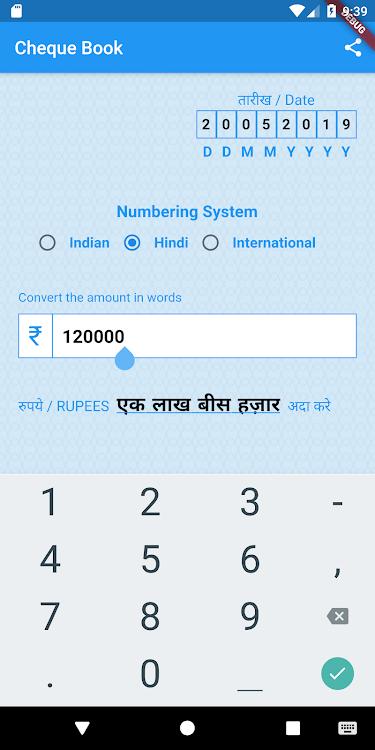 9:39
DEBUG
Cheque Book
तारीख / Date
2 0 0 5 2 0 1 9
D D M M Y Y Y Y
Numbering System
Indian Hindi International
Convert the amount in words
₹ 120000
रुपये / RUPEES एक लाख बीस हज़ार अदा करे
1 2 3 -
4 5 6 ,
7 8 9
. 0 _